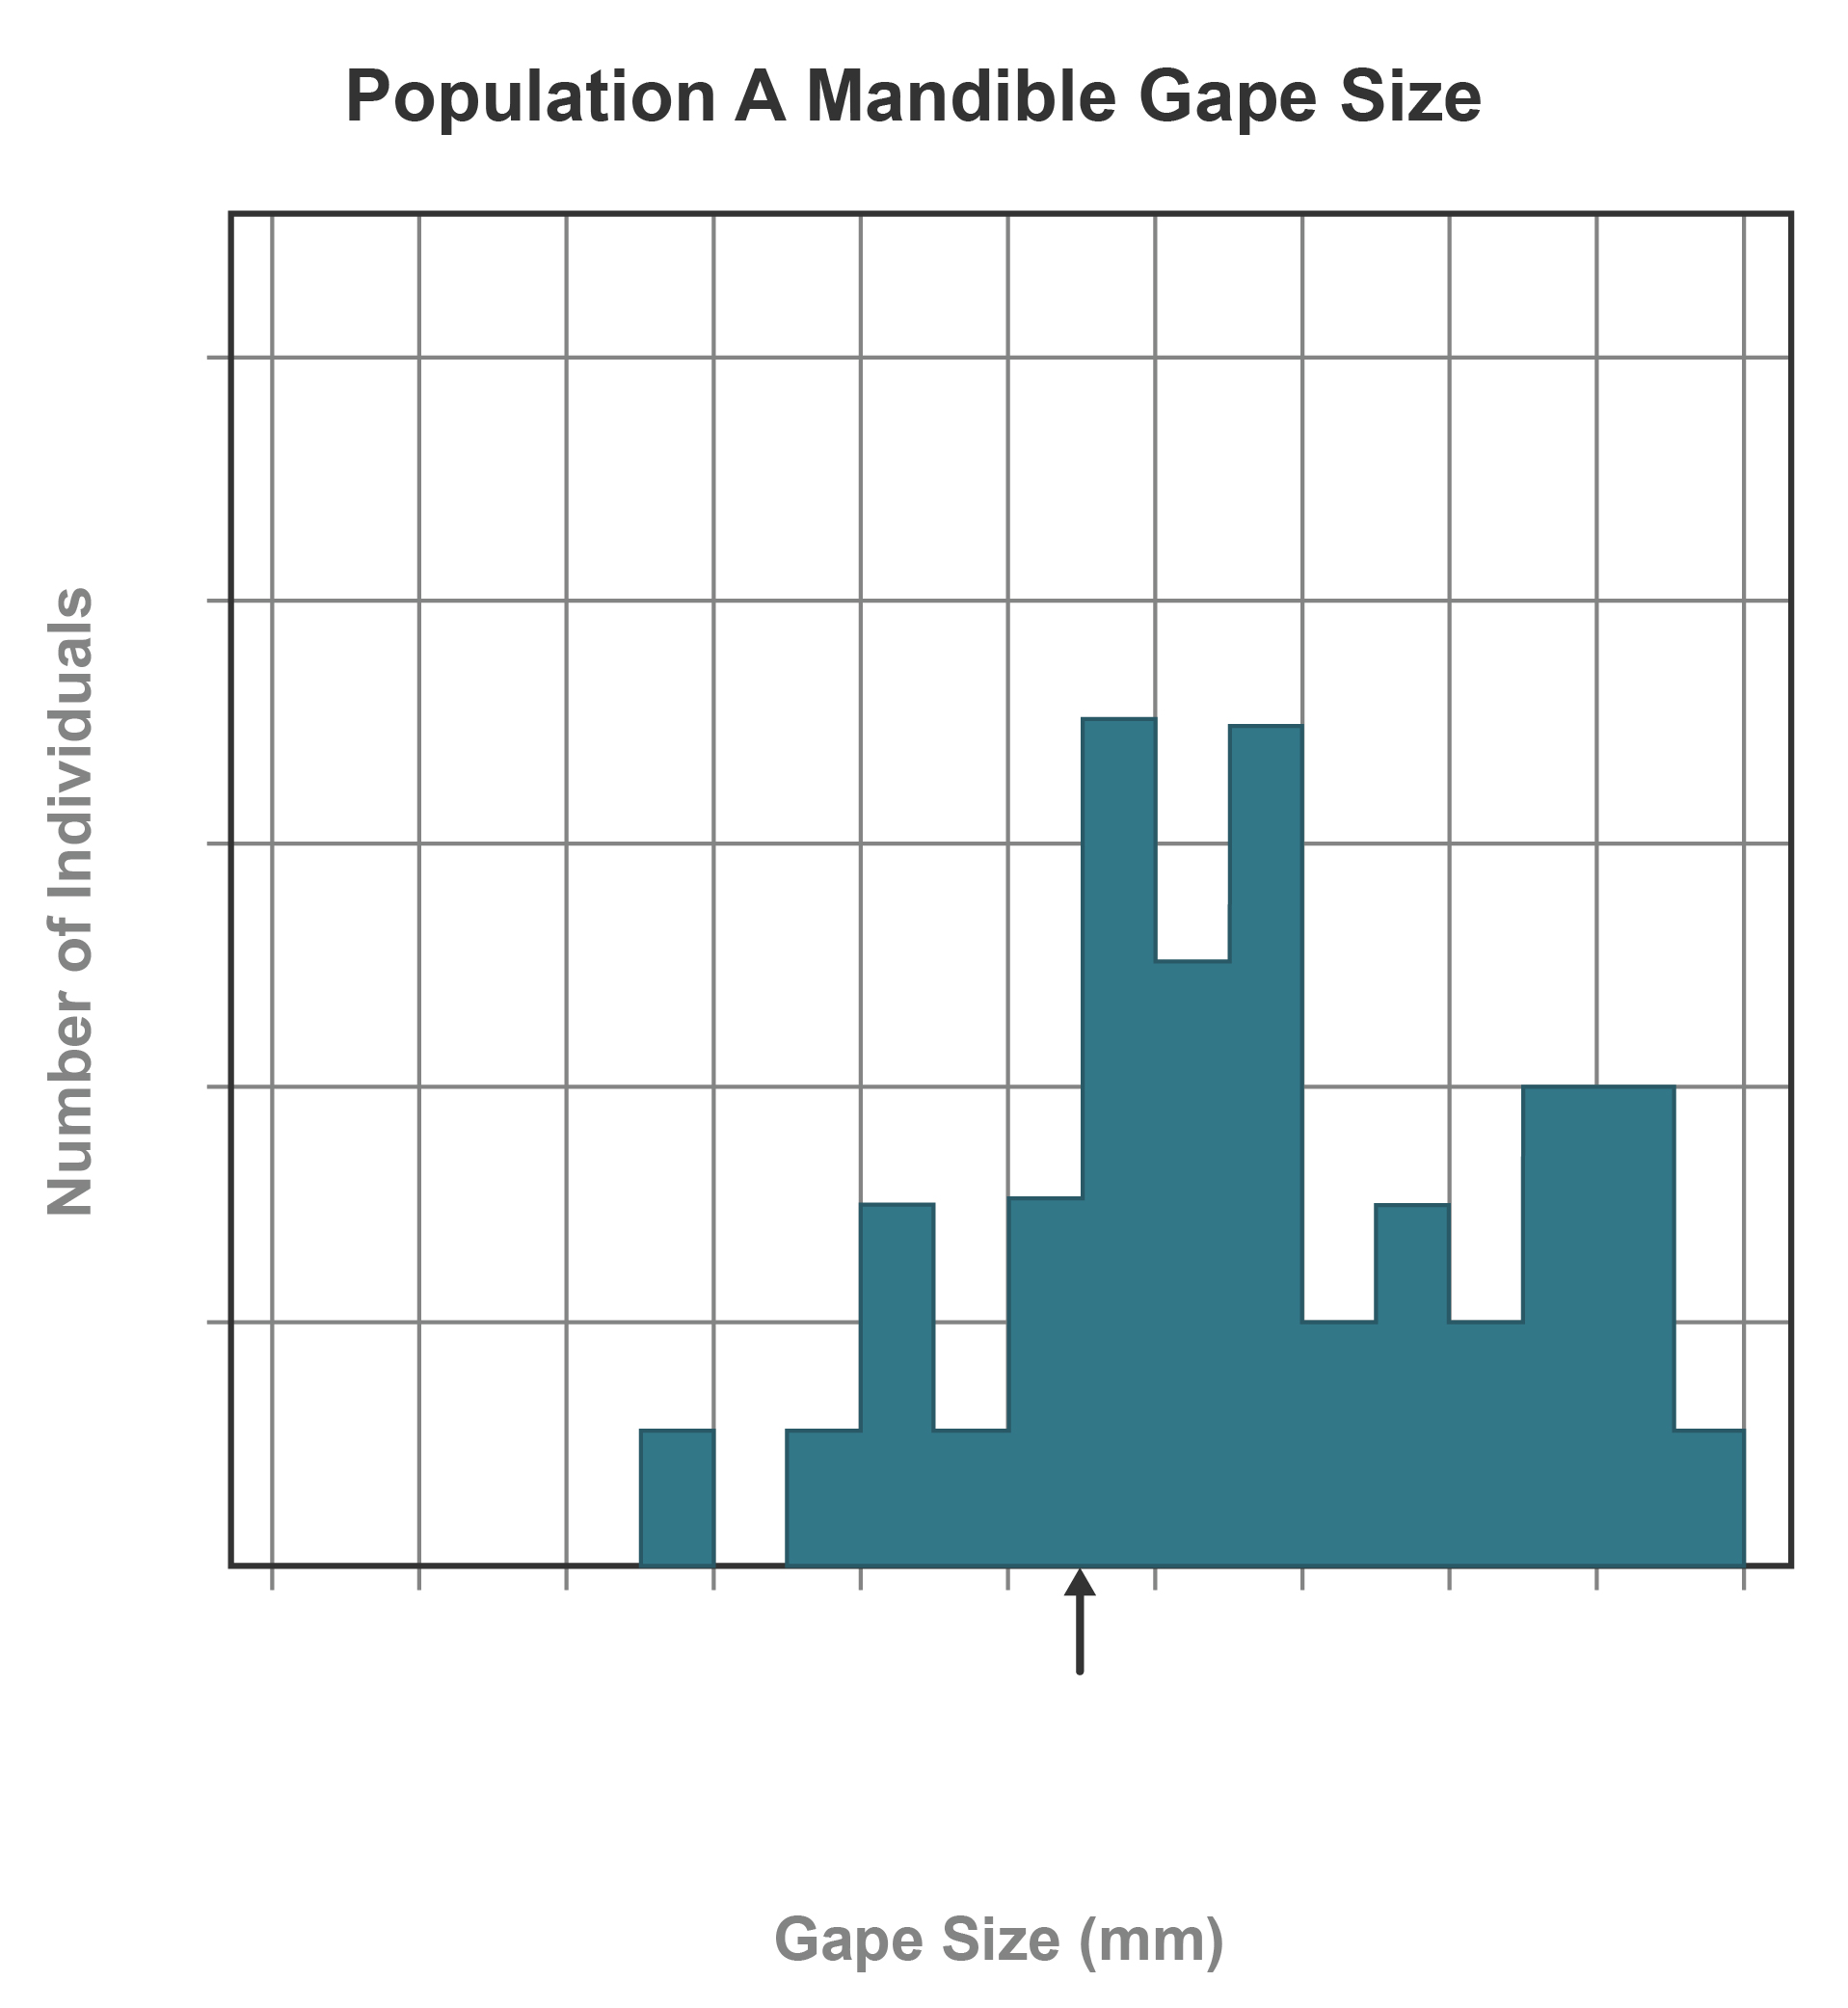 Population A Mandible Gape Size
Number of Individuals
Gape Size (mm)